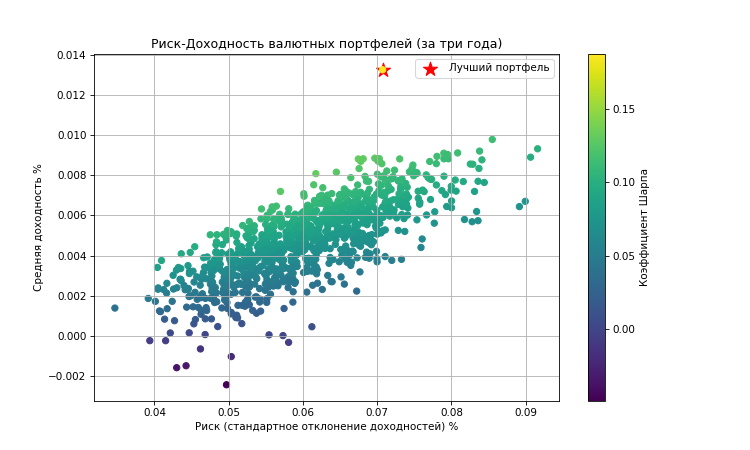 Риск-Доходность валютных портфелей (за три года)
Лучший портфель
Средняя доходность %
0.014
0.012
0.010
0.008
0.006
0.004
0.002
0.000
−0.002
0.04 0.05 0.06 0.07 0.08 0.09
Риск (стандартное отклонение доходностей) %
0.15
0.10
0.05
0.00
Коэффициент Шарпа